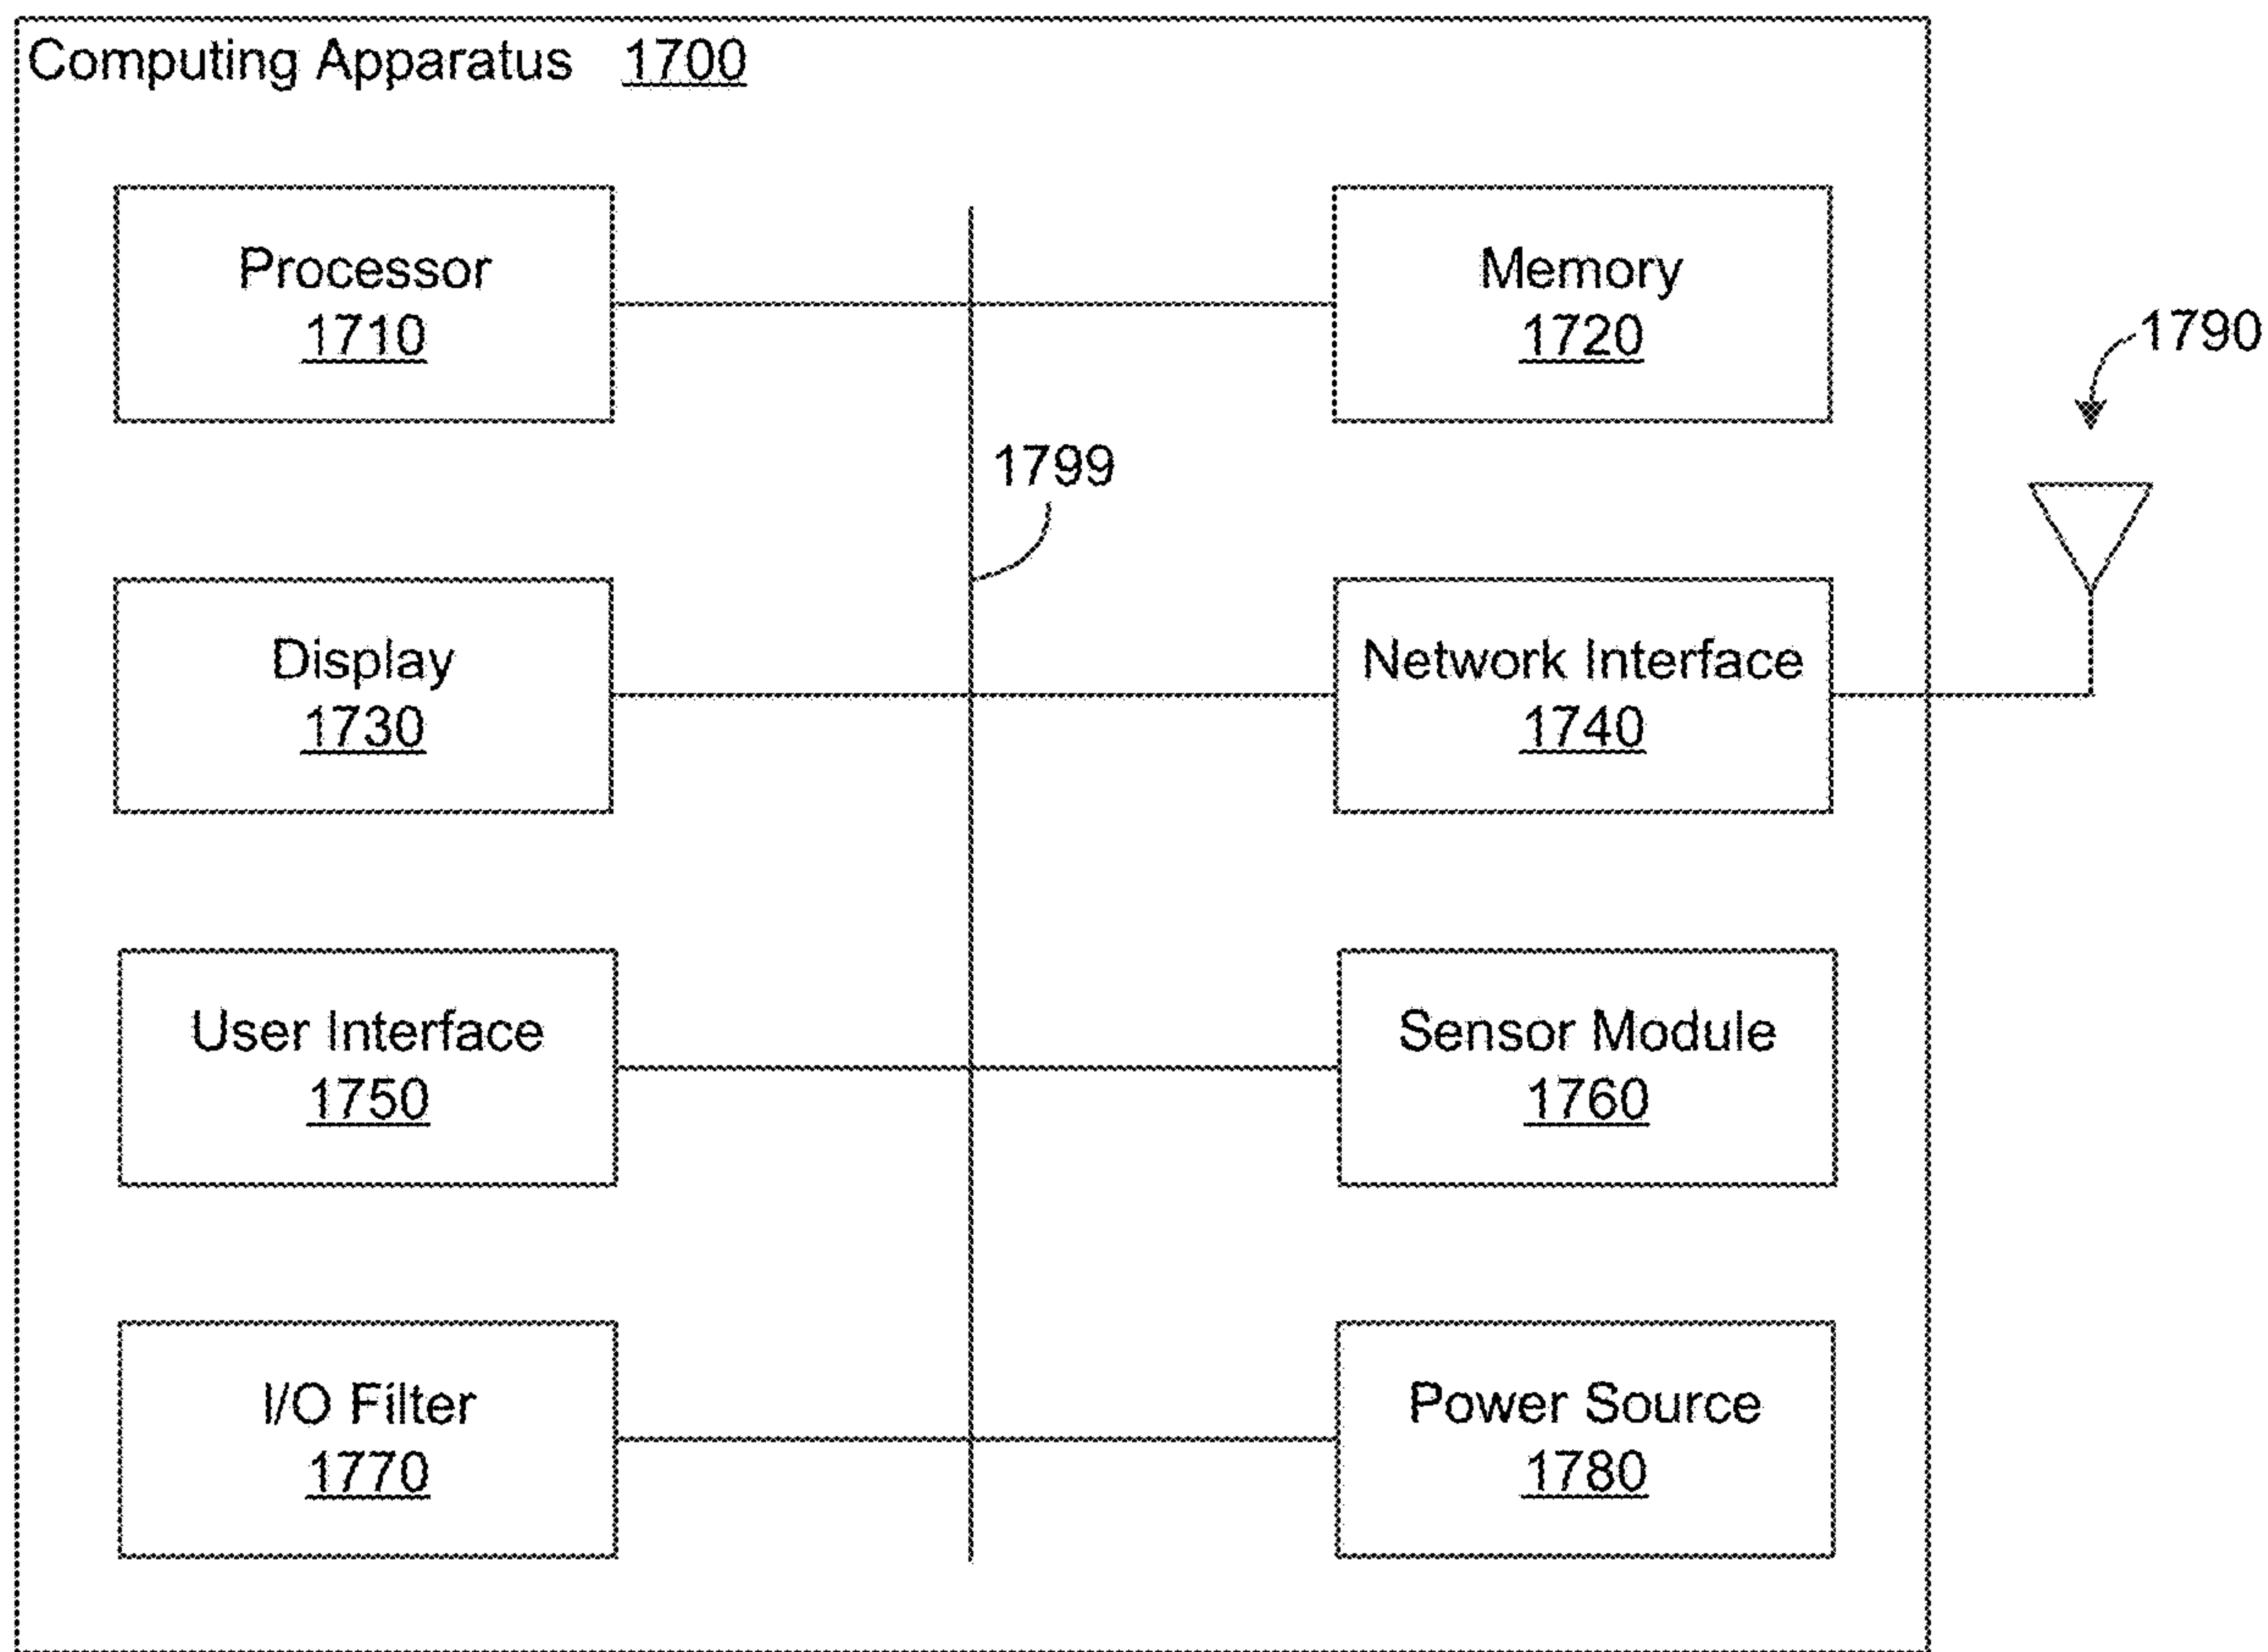 Computing Apparatus 1700
Processor
1710
Memory
1720
1790
1799
Display
1730
Network Interface
1740
User Interface
1750
Sensor Module
1760
I/O Filter
1770
Power Source
1780